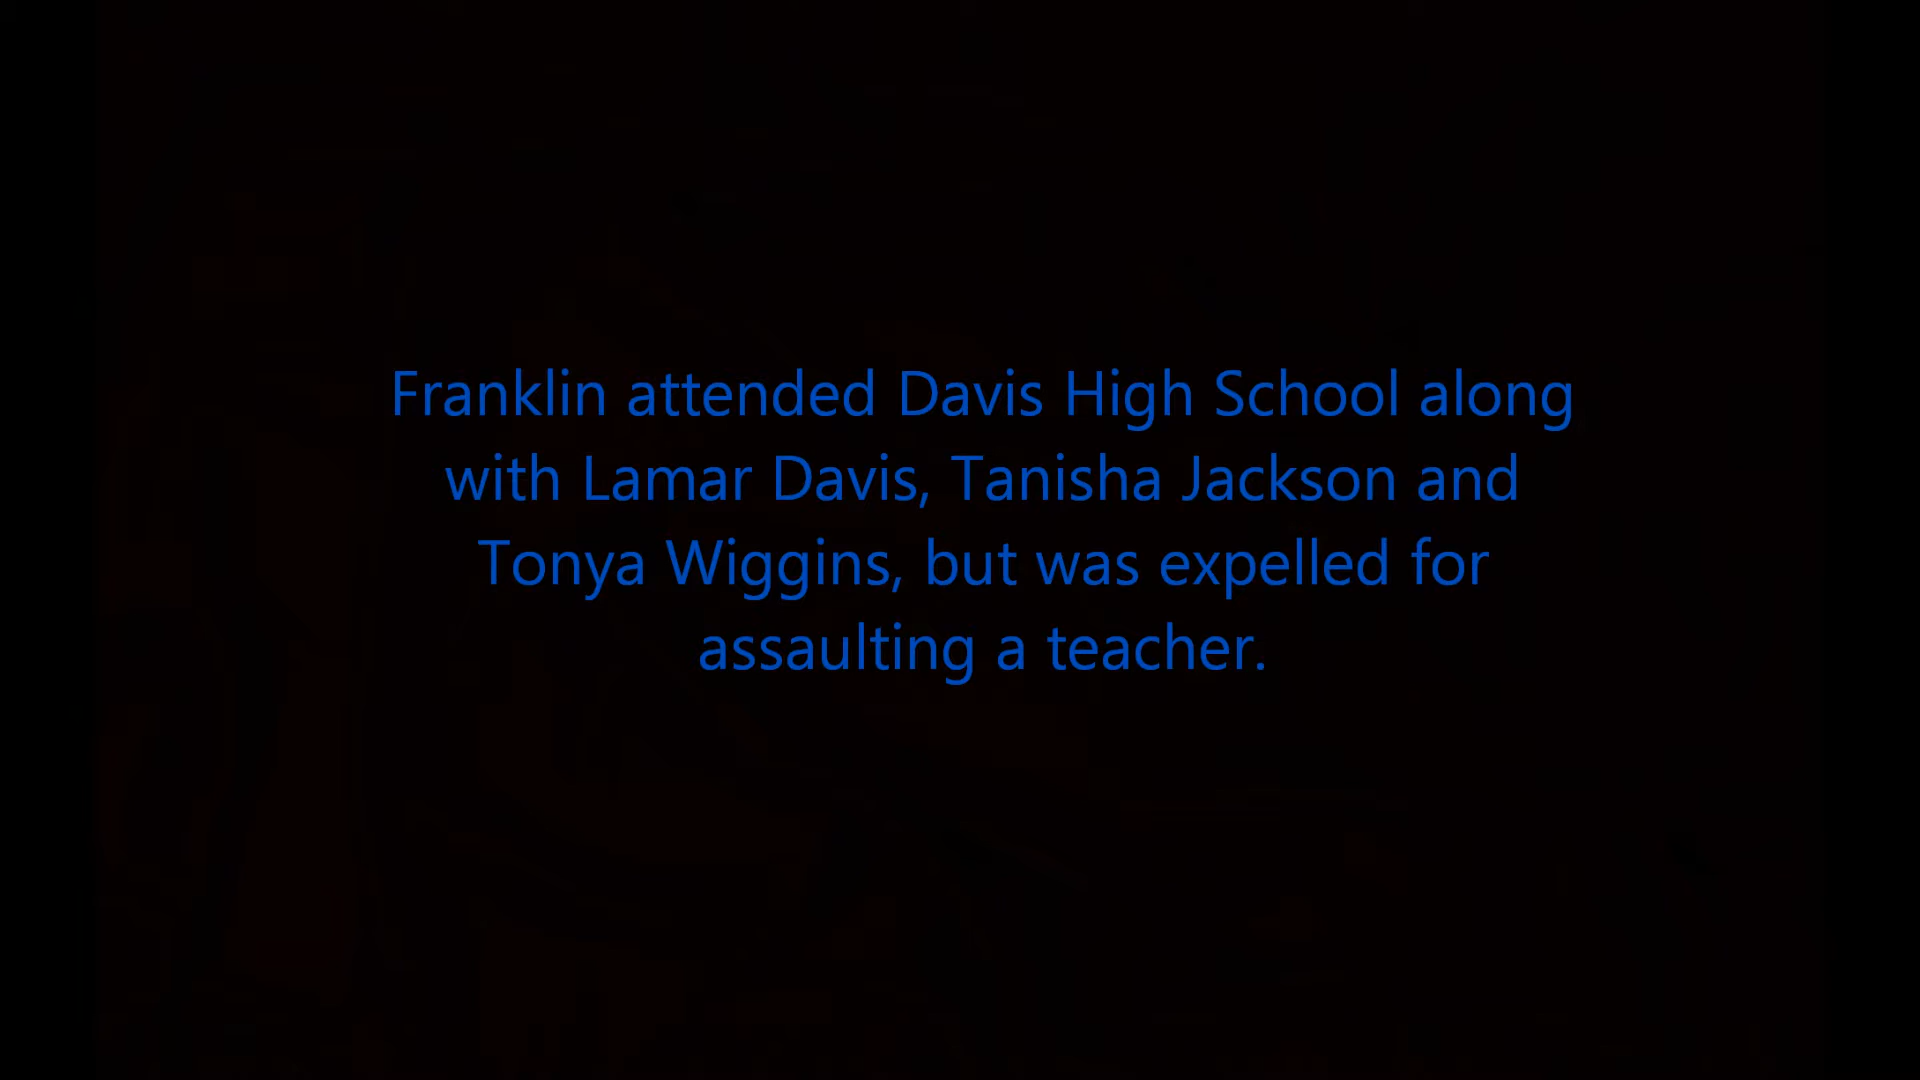 Franklin attended Davis High School along
with Lamar Davis, Tanisha Jackson and
Tonya Wiggins, but was expelled for
assaulting a teacher.